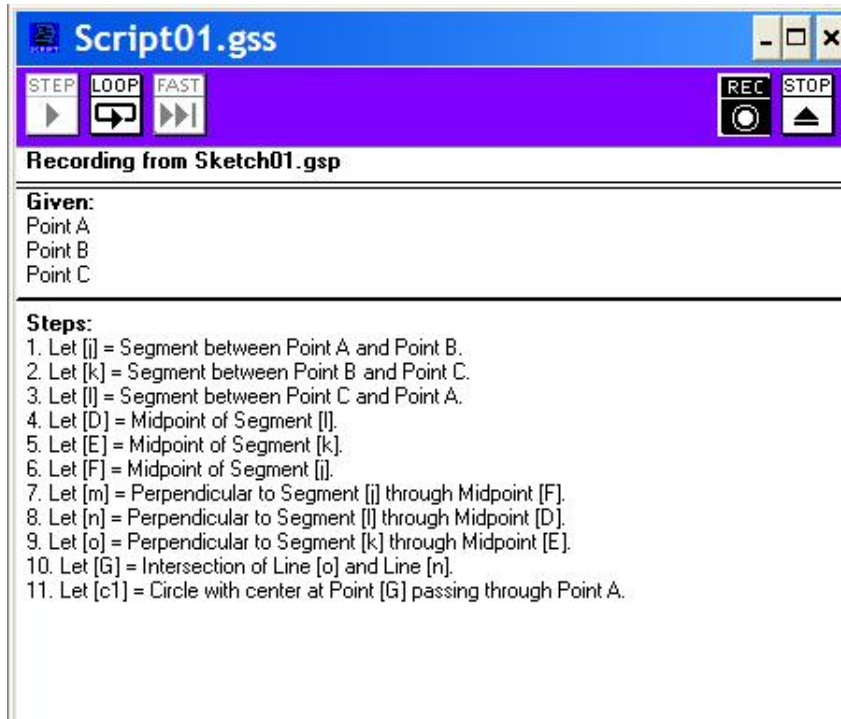 Script01.gss
STEP LOOP FAST REC STOP
Recording from Sketch01.gsp
Given:
Point A
Point B
Point C
Steps:
1. Let [j] = Segment between Point A and Point B.
2. Let [k] = Segment between Point B and Point C.
3. Let [l] = Segment between Point C and Point A.
4. Let [D] = Midpoint of Segment [l].
5. Let [E] = Midpoint of Segment [k].
6. Let [F] = Midpoint of Segment [j].
7. Let [m] = Perpendicular to Segment [j] through Midpoint [F].
8. Let [n] = Perpendicular to Segment [l] through Midpoint [D].
9. Let [o] = Perpendicular to Segment [k] through Midpoint [E].
10. Let [G] = Intersection of Line [o] and Line [n].
11. Let [c1] = Circle with center at Point [G] passing through Point A.